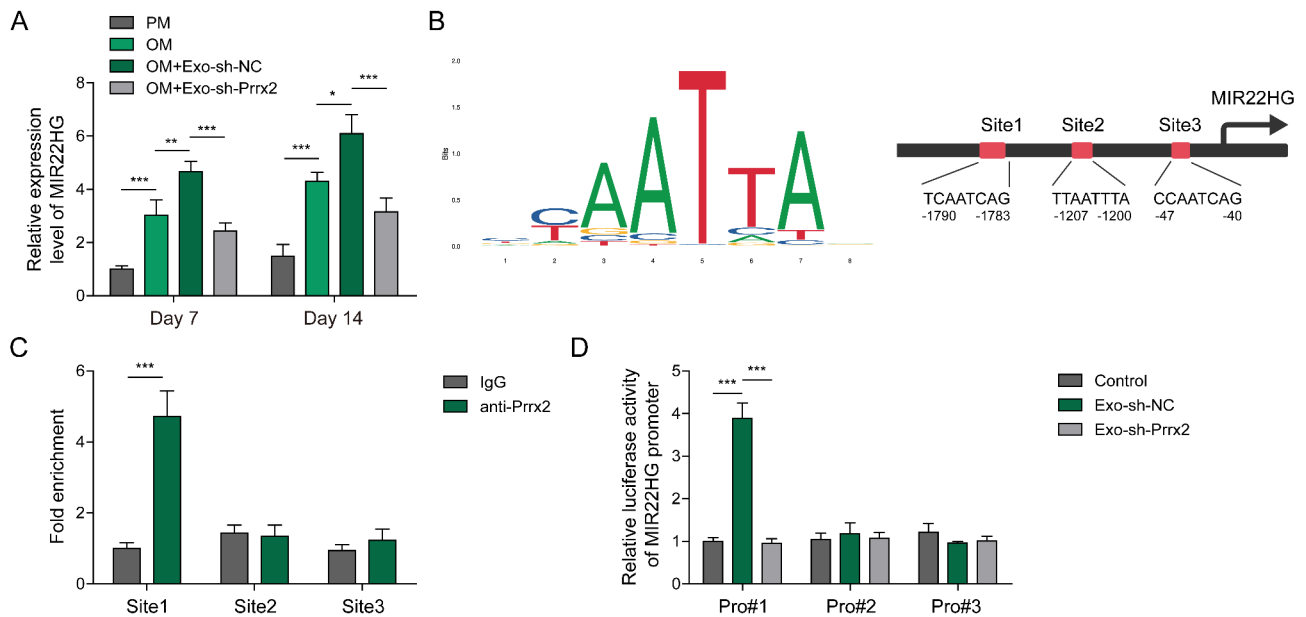 A
PM
OM
OM+Exo-sh-NC
OM+Exo-sh-Prrx2
Relative expression
level of MIR22HG
8
6
4
2
0
***
**
***
***
*
***
Day 7
Day 14
B
Bits
2.0
1.5
1.0
0.5
0.0
1 2 3 4 5 6 7 8
MIR22HG
Site1
Site2
Site3
TCAATCAG
-1790 -1783
TTAATTTA
-1207 -1200
CCAATCAG
-47 -40
C
Fold enrichment
6
4
2
0
***
IgG
anti-Prrx2
Site1
Site2
Site3
D
Relative luciferase activity
of MIR22HG promoter
5
4
3
2
1
0
***
***
Control
Exo-sh-NC
Exo-sh-Prrx2
Pro#1
Pro#2
Pro#3